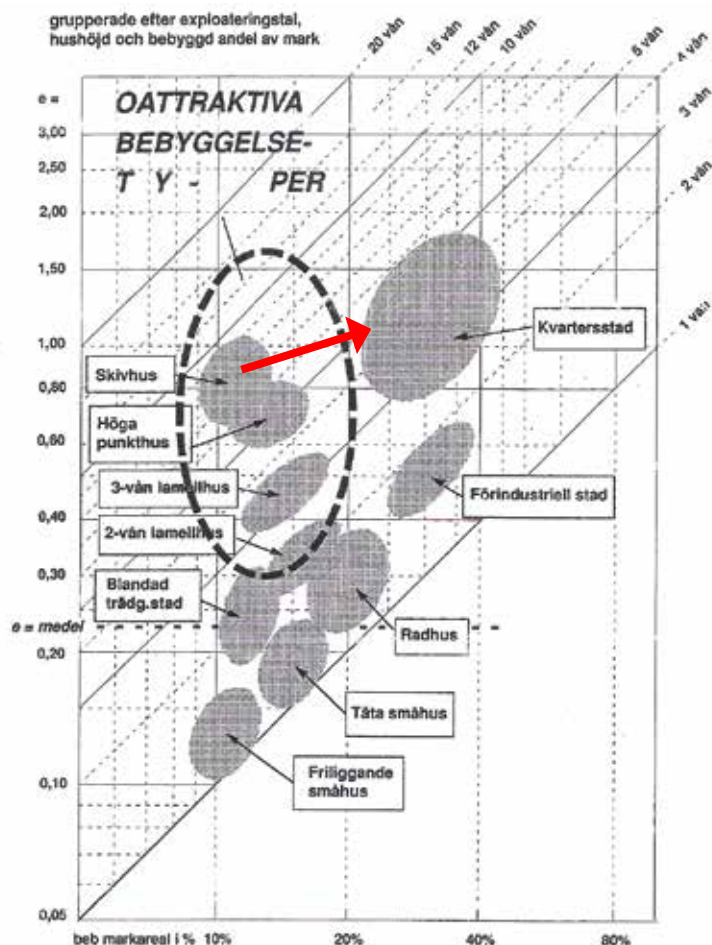 grupperade efter exploateringstal,
hushöjd och bebyggd andel av mark
20 vån
15 vån
12 vån
10 vån
5 vån
4 vån
3 vån
2 vån
1 vån
e =
OATTRAKTIVA
BEBYGGELSE-
T Y - PER
3,00
2,50
2,00
1,50
1,00
0,80
0,60
0,40
0,30
e = medel
0,20
0,10
0,05
Kvartersstad
Skivhus
Höga
punkthus
3-vån lamellhus
Förindustriell stad
2-vån lamellhus
Blandad
trädg.stad
Radhus
Täta småhus
Friliggande
småhus
beb markareal i % 10% 20% 40% 80%